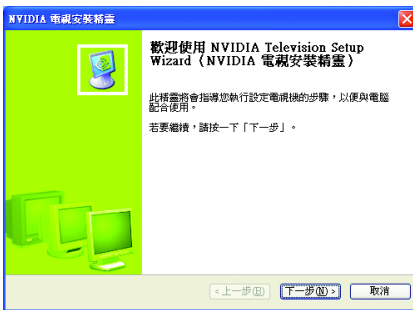 NVIDIA 電視安裝精靈
歡迎使用 NVIDIA Television Setup
Wizard（NVIDIA 電視安裝精靈）
此精靈將會指導您執行設定電視機的步驟，以便與電腦
配合使用。
若要繼續，請按一下「下一步」。
<上一步(B)
下一步(N)>
取消